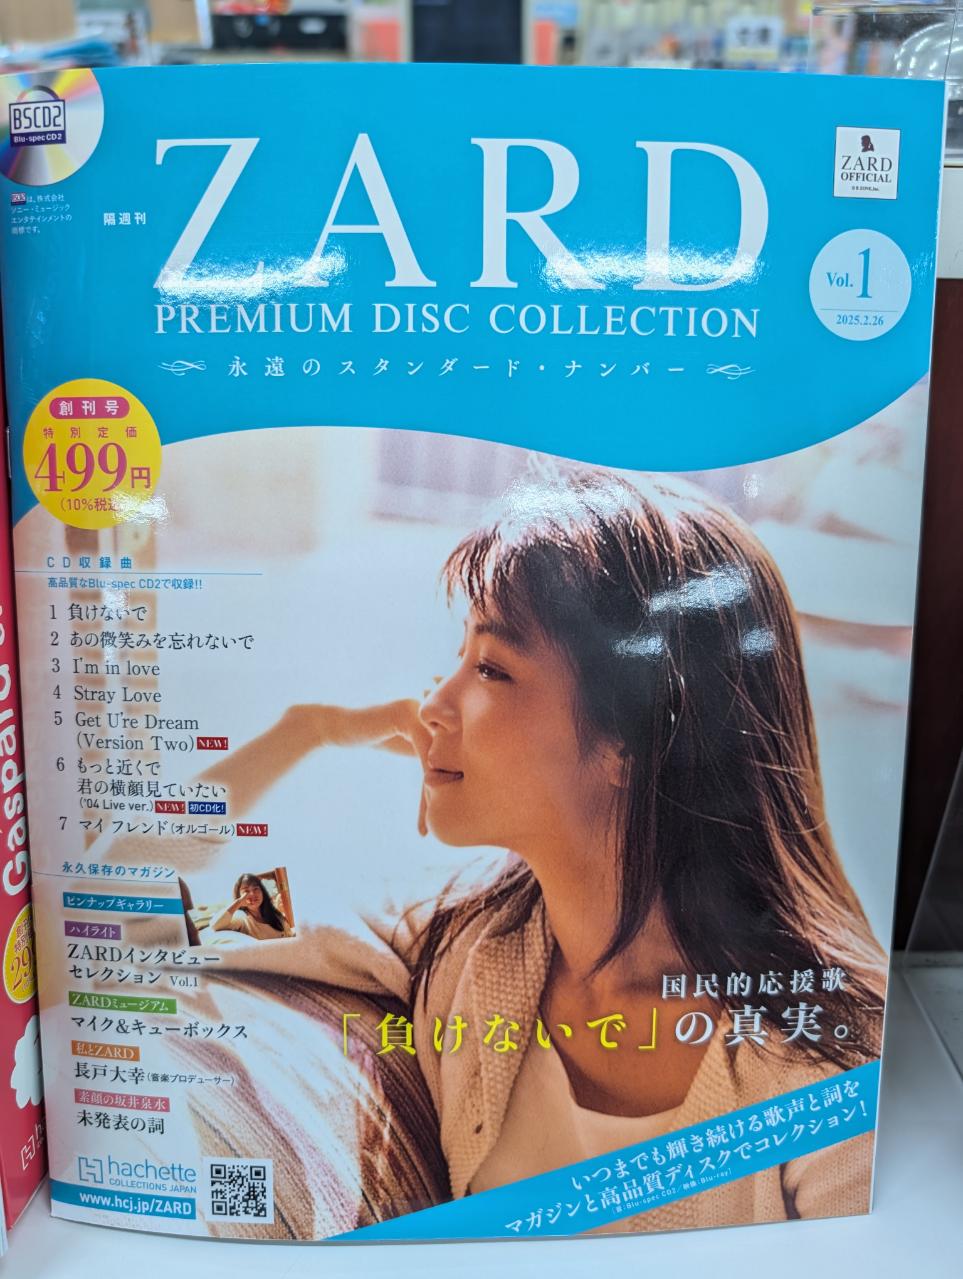 BSCD2
Blu-spec CD2
は、株式会社
ソニー・ミュージック
エンタテインメントの
商標です。
隔週刊
ZARD
PREMIUM DISC COLLECTION
永遠のスタンダード・ナンバー
ZARD
OFFICIAL
Vol.1
2025.2.26
創刊号
特別定価
499円
(10%税込)
CD収録曲
高品質なBlu-spec CD2で収録!!
1 負けないで
2 あの微笑みを忘れないで
3 I'm in love
4 Stray Love
5 Get U're Dream
(Version Two) NEW!
6 もっと近くで
君の横顔見ていたい
('04 Live ver.) NEW! 初CD化!
7 マイ フレンド(オルゴール) NEW!
永久保存のマガジン
ピンナップギャラリー
ハイライト
ZARDインタビュー
セレクション Vol.1
ZARDミュージアム
マイク&キューボックス
私とZARD
長戸大幸(音楽プロデューサー)
素顔の坂井泉水
未発表の詞
国民的応援歌
「負けないで」の真実。
いつまでも輝き続ける歌声と詞を
マガジンと高品質ディスクでコレクション!
[音:Blu-spec CD2/映像:Blu-ray]
hachette
COLLECTIONS JAPAN
www.hcj.jp/ZARD
Gaspard